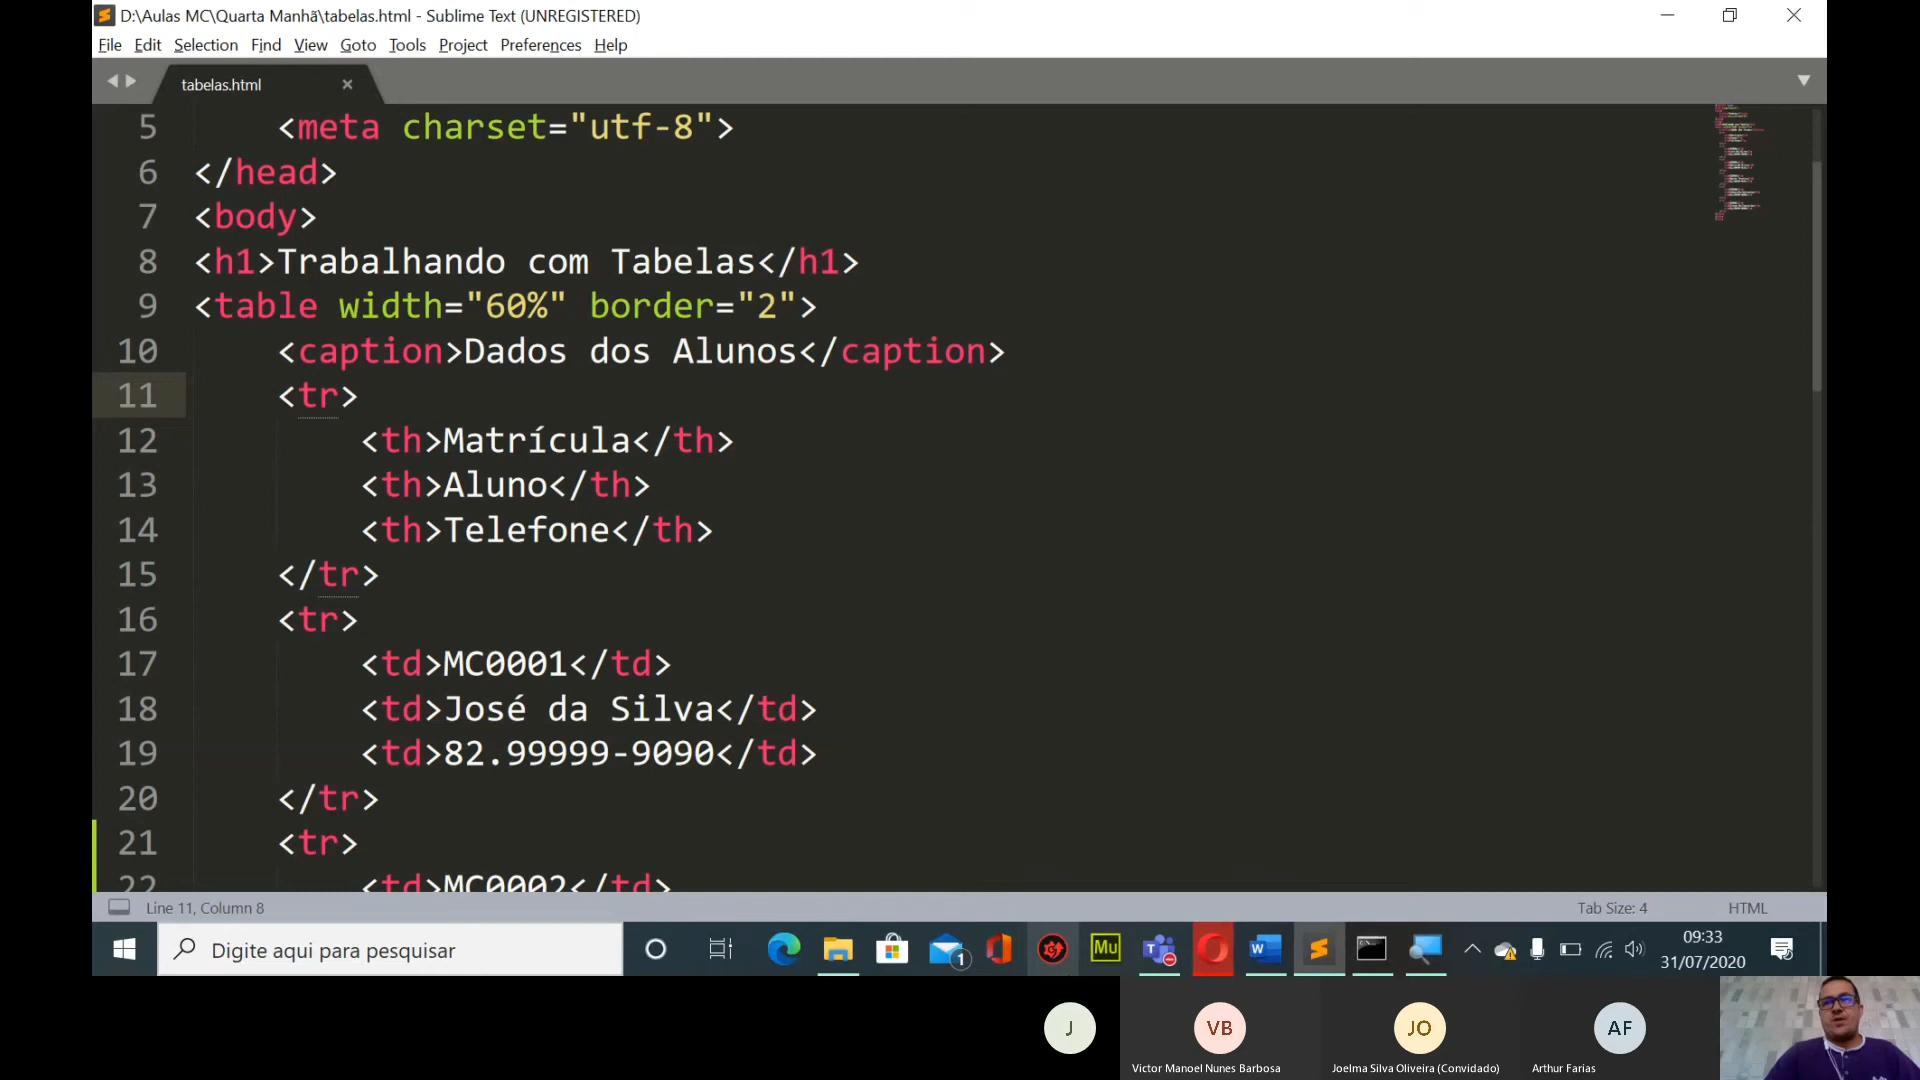 D:\Aulas MC\Quarta Manhã\tabelas.html - Sublime Text (UNREGISTERED)
File Edit Selection Find View Goto Tools Project Preferences Help
tabelas.html
5 <meta charset="utf-8">
6 </head>
7 <body>
8 <h1>Trabalhando com Tabelas</h1>
9 <table width="60%" border="2">
10 <caption>Dados dos Alunos</caption>
11 <tr>
12 <th>Matrícula</th>
13 <th>Aluno</th>
14 <th>Telefone</th>
15 </tr>
16 <tr>
17 <td>MC0001</td>
18 <td>José da Silva</td>
19 <td>82.99999-9090</td>
20 </tr>
21 <tr>
22 <td>MC0002</td>
Line 11, Column 8 Tab Size: 4 HTML
Digite aqui para pesquisar
1
Mu
09:33
31/07/2020
J VB JO AF
Victor Manoel Nunes Barbosa Joelma Silva Oliveira (Convidado) Arthur Farias